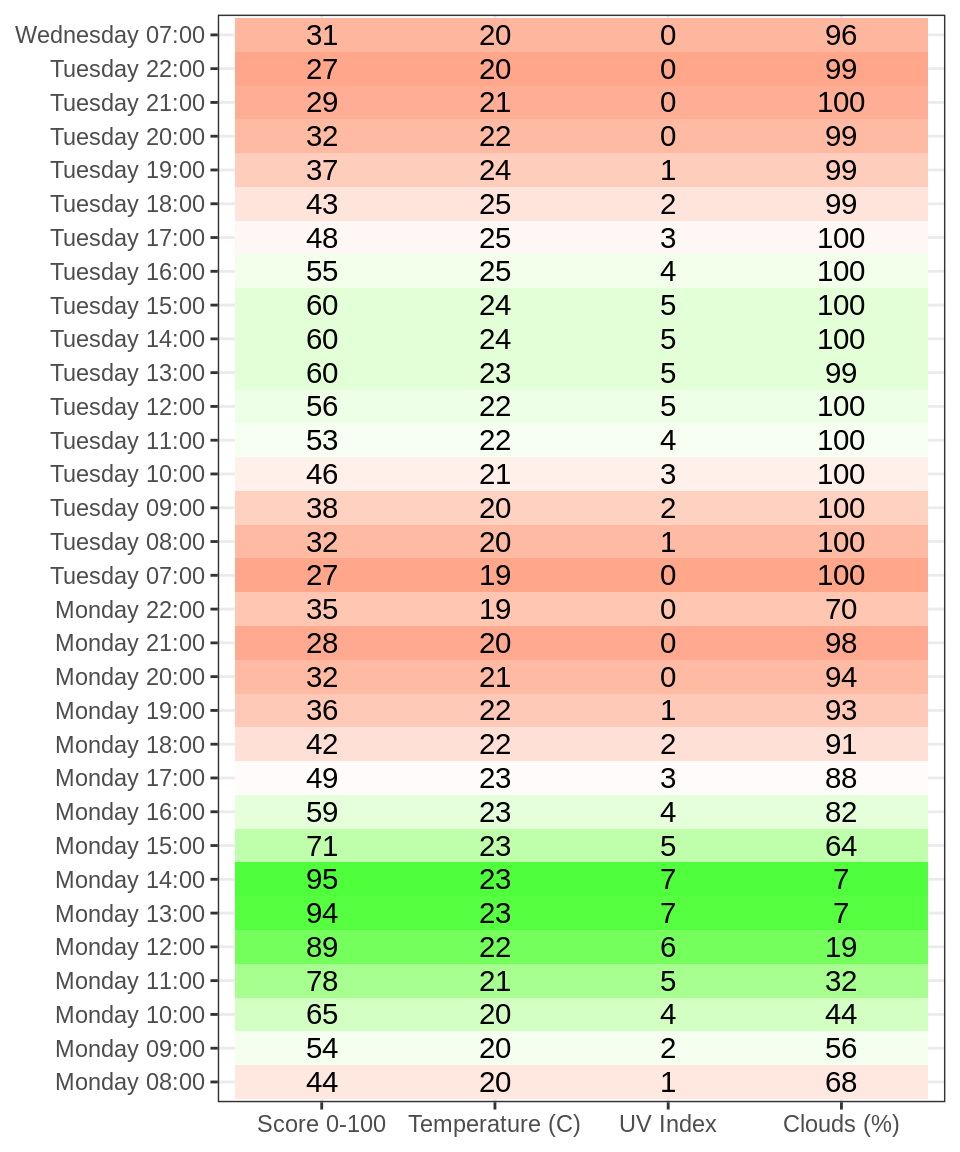 Wednesday 07:00 31 20 0 96
Tuesday 22:00 27 20 0 99
Tuesday 21:00 29 21 0 100
Tuesday 20:00 32 22 0 99
Tuesday 19:00 37 24 1 99
Tuesday 18:00 43 25 2 99
Tuesday 17:00 48 25 3 100
Tuesday 16:00 55 25 4 100
Tuesday 15:00 60 24 5 100
Tuesday 14:00 60 24 5 100
Tuesday 13:00 60 23 5 99
Tuesday 12:00 56 22 5 100
Tuesday 11:00 53 22 4 100
Tuesday 10:00 46 21 3 100
Tuesday 09:00 38 20 2 100
Tuesday 08:00 32 20 1 100
Tuesday 07:00 27 19 0 100
Monday 22:00 35 19 0 70
Monday 21:00 28 20 0 98
Monday 20:00 32 21 0 94
Monday 19:00 36 22 1 93
Monday 18:00 42 22 2 91
Monday 17:00 49 23 3 88
Monday 16:00 59 23 4 82
Monday 15:00 71 23 5 64
Monday 14:00 95 23 7 7
Monday 13:00 94 23 7 7
Monday 12:00 89 22 6 19
Monday 11:00 78 21 5 32
Monday 10:00 65 20 4 44
Monday 09:00 54 20 2 56
Monday 08:00 44 20 1 68
Score 0-100 Temperature (C) UV Index Clouds (%)